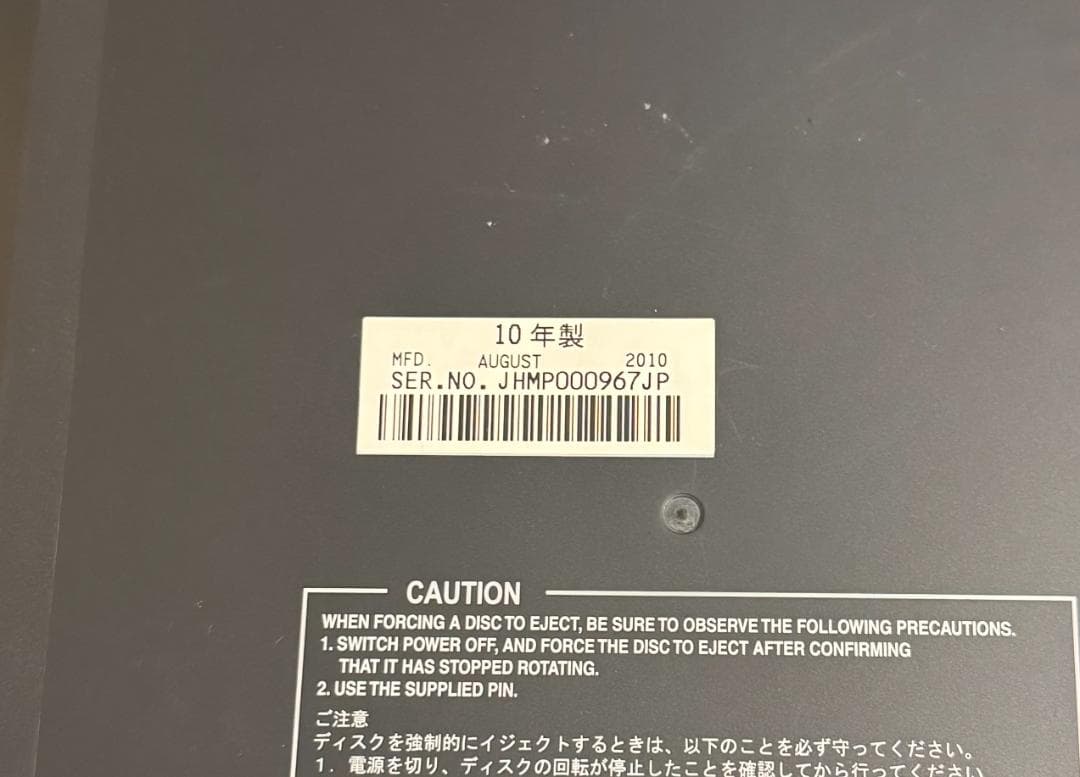 10年製
MFD. AUGUST 2010
SER.NO. JHMP000967JP
CAUTION
WHEN FORCING A DISC TO EJECT, BE SURE TO OBSERVE THE FOLLOWING PRECAUTIONS.
1. SWITCH POWER OFF, AND FORCE THE DISC TO EJECT AFTER CONFIRMING
THAT IT HAS STOPPED ROTATING.
2. USE THE SUPPLIED PIN.
ご注意
ディスクを強制的にイジェクトするときは、以下のことを必ず守ってください。
1. 電源を切り、ディスクの回転が停止したことを確認してから行ってください